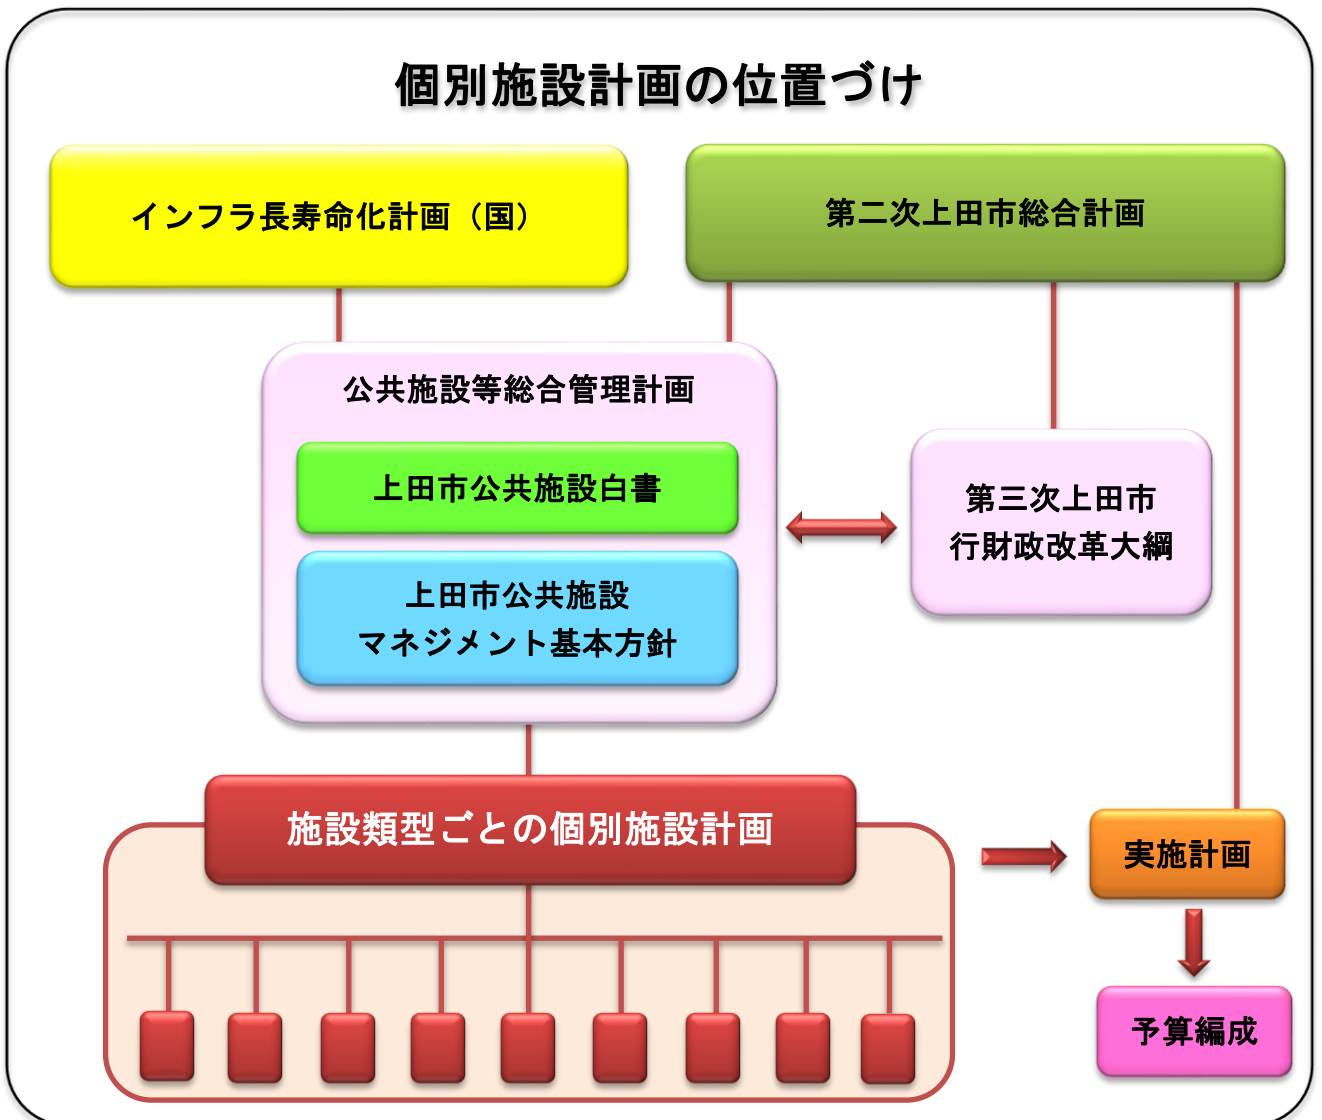 個別施設計画の位置づけ
インフラ長寿命化計画（国）
第二次上田市総合計画
公共施設等総合管理計画
上田市公共施設白書
上田市公共施設
マネジメント基本方針
第三次上田市
行財政改革大綱
施設類型ごとの個別施設計画
実施計画
予算編成